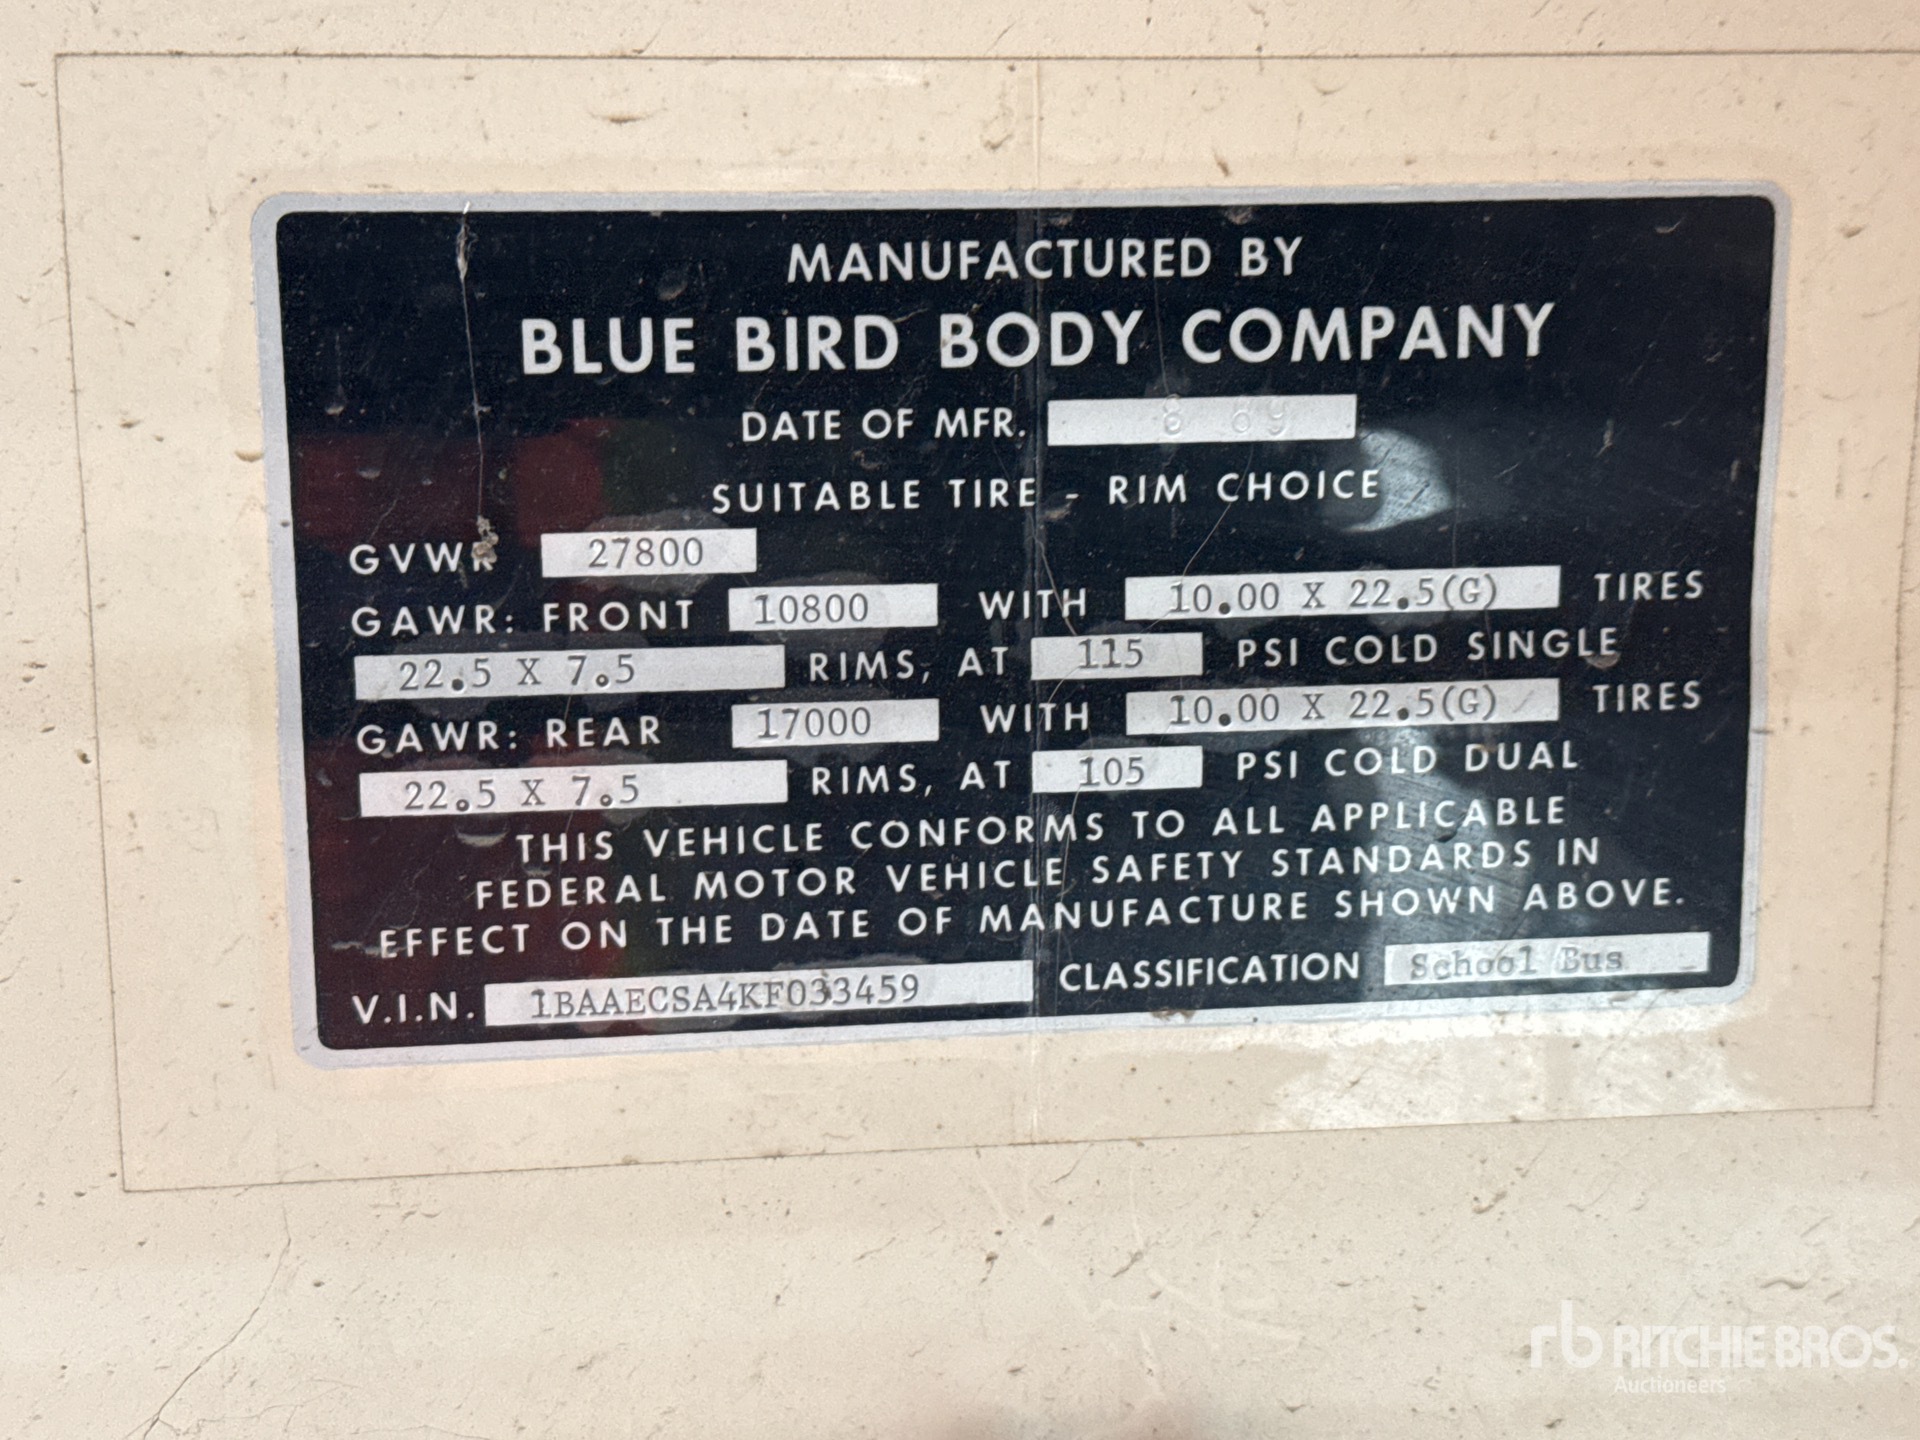 MANUFACTURED BY
BLUE BIRD BODY COMPANY
DATE OF MFR. 8 89
SUITABLE TIRE - RIM CHOICE
GVWR 27800
GAWR: FRONT 10800 WITH 10.00 X 22.5(G) TIRES
22.5 X 7.5 RIMS, AT 115 PSI COLD SINGLE
GAWR: REAR 17000 WITH 10.00 X 22.5(G) TIRES
22.5 X 7.5 RIMS, AT 105 PSI COLD DUAL
THIS VEHICLE CONFORMS TO ALL APPLICABLE
FEDERAL MOTOR VEHICLE SAFETY STANDARDS IN
EFFECT ON THE DATE OF MANUFACTURE SHOWN ABOVE.
V.I.N. 1BAAECSA4KF033459 CLASSIFICATION School Bus
rb RITCHIE BROS.
Auctioneers